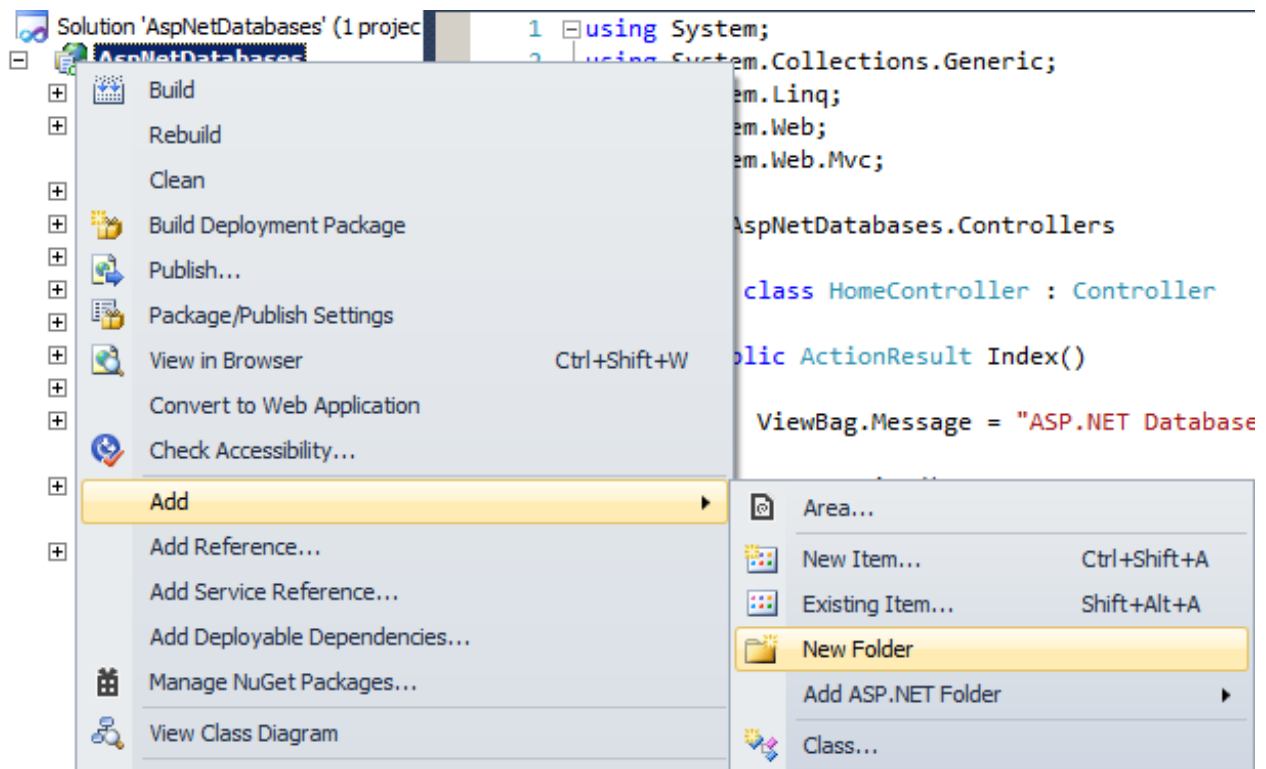 Solution 'AspNetDatabases' (1 projec
AspNetDatabases
Build
Rebuild
Clean
Build Deployment Package
Publish...
Package/Publish Settings
View in Browser Ctrl+Shift+W
Convert to Web Application
Check Accessibility...
Add
Add Reference...
Add Service Reference...
Add Deployable Dependencies...
Manage NuGet Packages...
View Class Diagram
1 using System;
2 using System.Collections.Generic;
em.Linq;
em.Web;
em.Web.Mvc;
AspNetDatabases.Controllers
class HomeController : Controller
blic ActionResult Index()
ViewBag.Message = "ASP.NET Database
Area...
New Item... Ctrl+Shift+A
Existing Item... Shift+Alt+A
New Folder
Add ASP.NET Folder
Class...